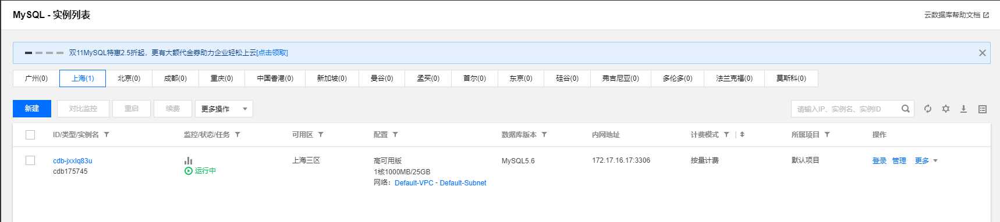 MySQL - 实例列表
云数据库帮助文档
双11MySQL特惠2.5折起，更有大额代金券助力企业轻松上云[点击领取]
广州(0) 上海(1) 北京(0) 成都(0) 重庆(0) 中国香港(0) 新加坡(0) 曼谷(0) 孟买(0) 首尔(0) 东京(0) 硅谷(0) 弗吉尼亚(0) 多伦多(0) 法兰克福(0) 莫斯科(0)
新建 对比监控 重启 续费 更多操作 请输入IP、实例名、实例ID
ID/类型/实例名 监控/状态/任务 可用区 配置 数据库版本 内网地址 计费模式 所属项目 操作
cdb-jxxlq83u 上海三区 高可用版 MySQL5.6 172.17.16.17:3306 按量计费 默认项目 登录 管理 更多
cdb175745 运行中 1核1000MB/25GB
网络：Default-VPC - Default-Subnet